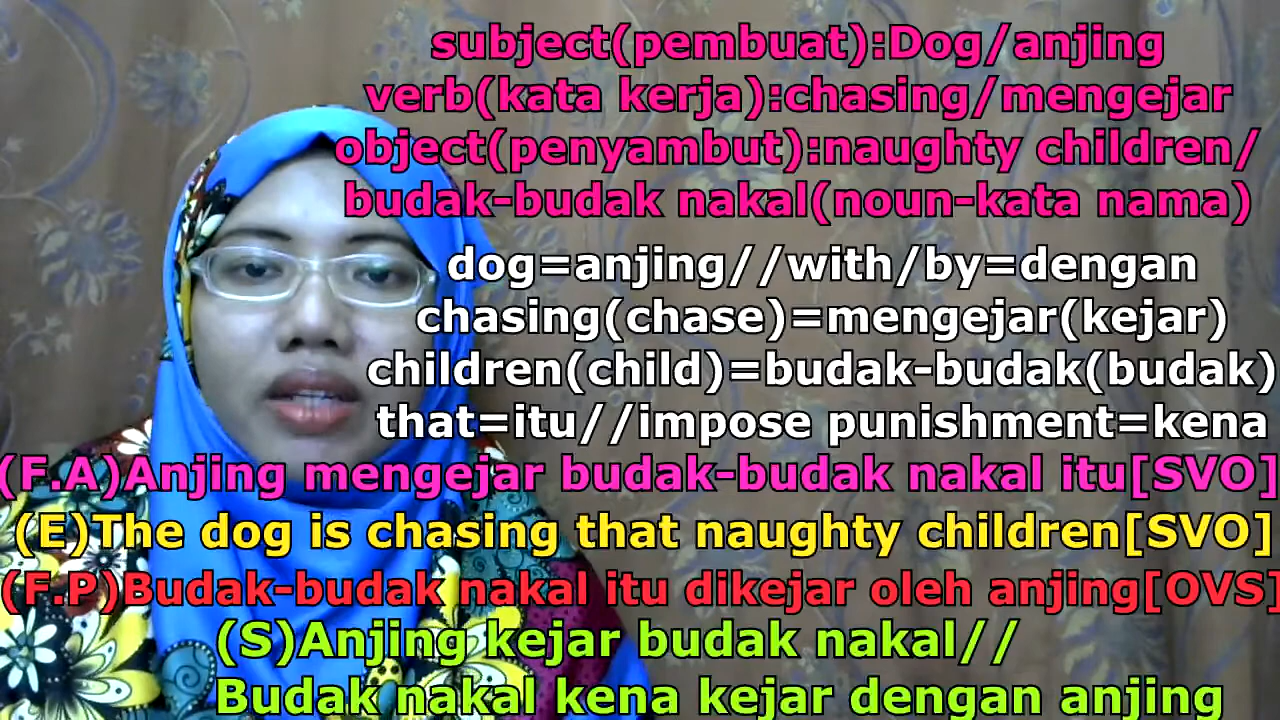 subject(pembuat):Dog/anjing
verb(kata kerja):chasing/mengejar
object(penyambut):naughty children/
budak-budak nakal(noun-kata nama)
dog=anjing//with/by=dengan
chasing(chase)=mengejar(kejar)
children(child)=budak-budak(budak)
that=itu//impose punishment=kena
(F.A)Anjing mengejar budak-budak nakal itu[SVO]
(E)The dog is chasing that naughty children[SVO]
(F.P)Budak-budak nakal itu dikejar oleh anjing[OVS]
(S)Anjing kejar budak nakal//
Budak nakal kena kejar dengan anjing